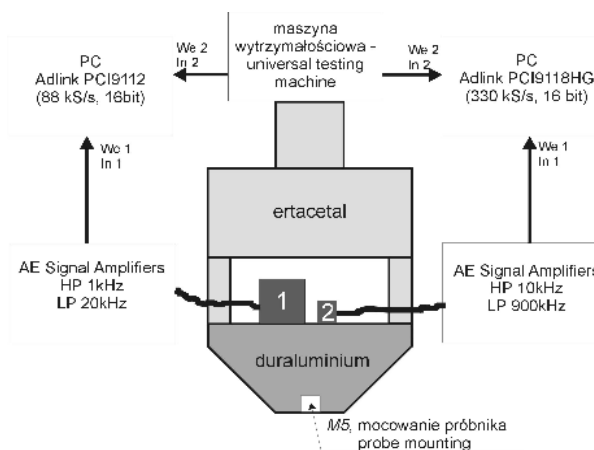 maszyna
wytrzymałościowa -
universal testing
machine
We 2
In 2
We 2
In 2
PC
Adlink PCI9112
(88 kS/s, 16bit)
PC
Adlink PCI9118HG
(330 kS/s, 16 bit)
We 1
In 1
We 1
In 1
ertacetal
AE Signal Amplifiers
HP 1kHz
LP 20kHz
1
2
AE Signal Amplifiers
HP 10kHz
LP 900kHz
duraluminium
M5, mocowanie próbnika
probe mounting